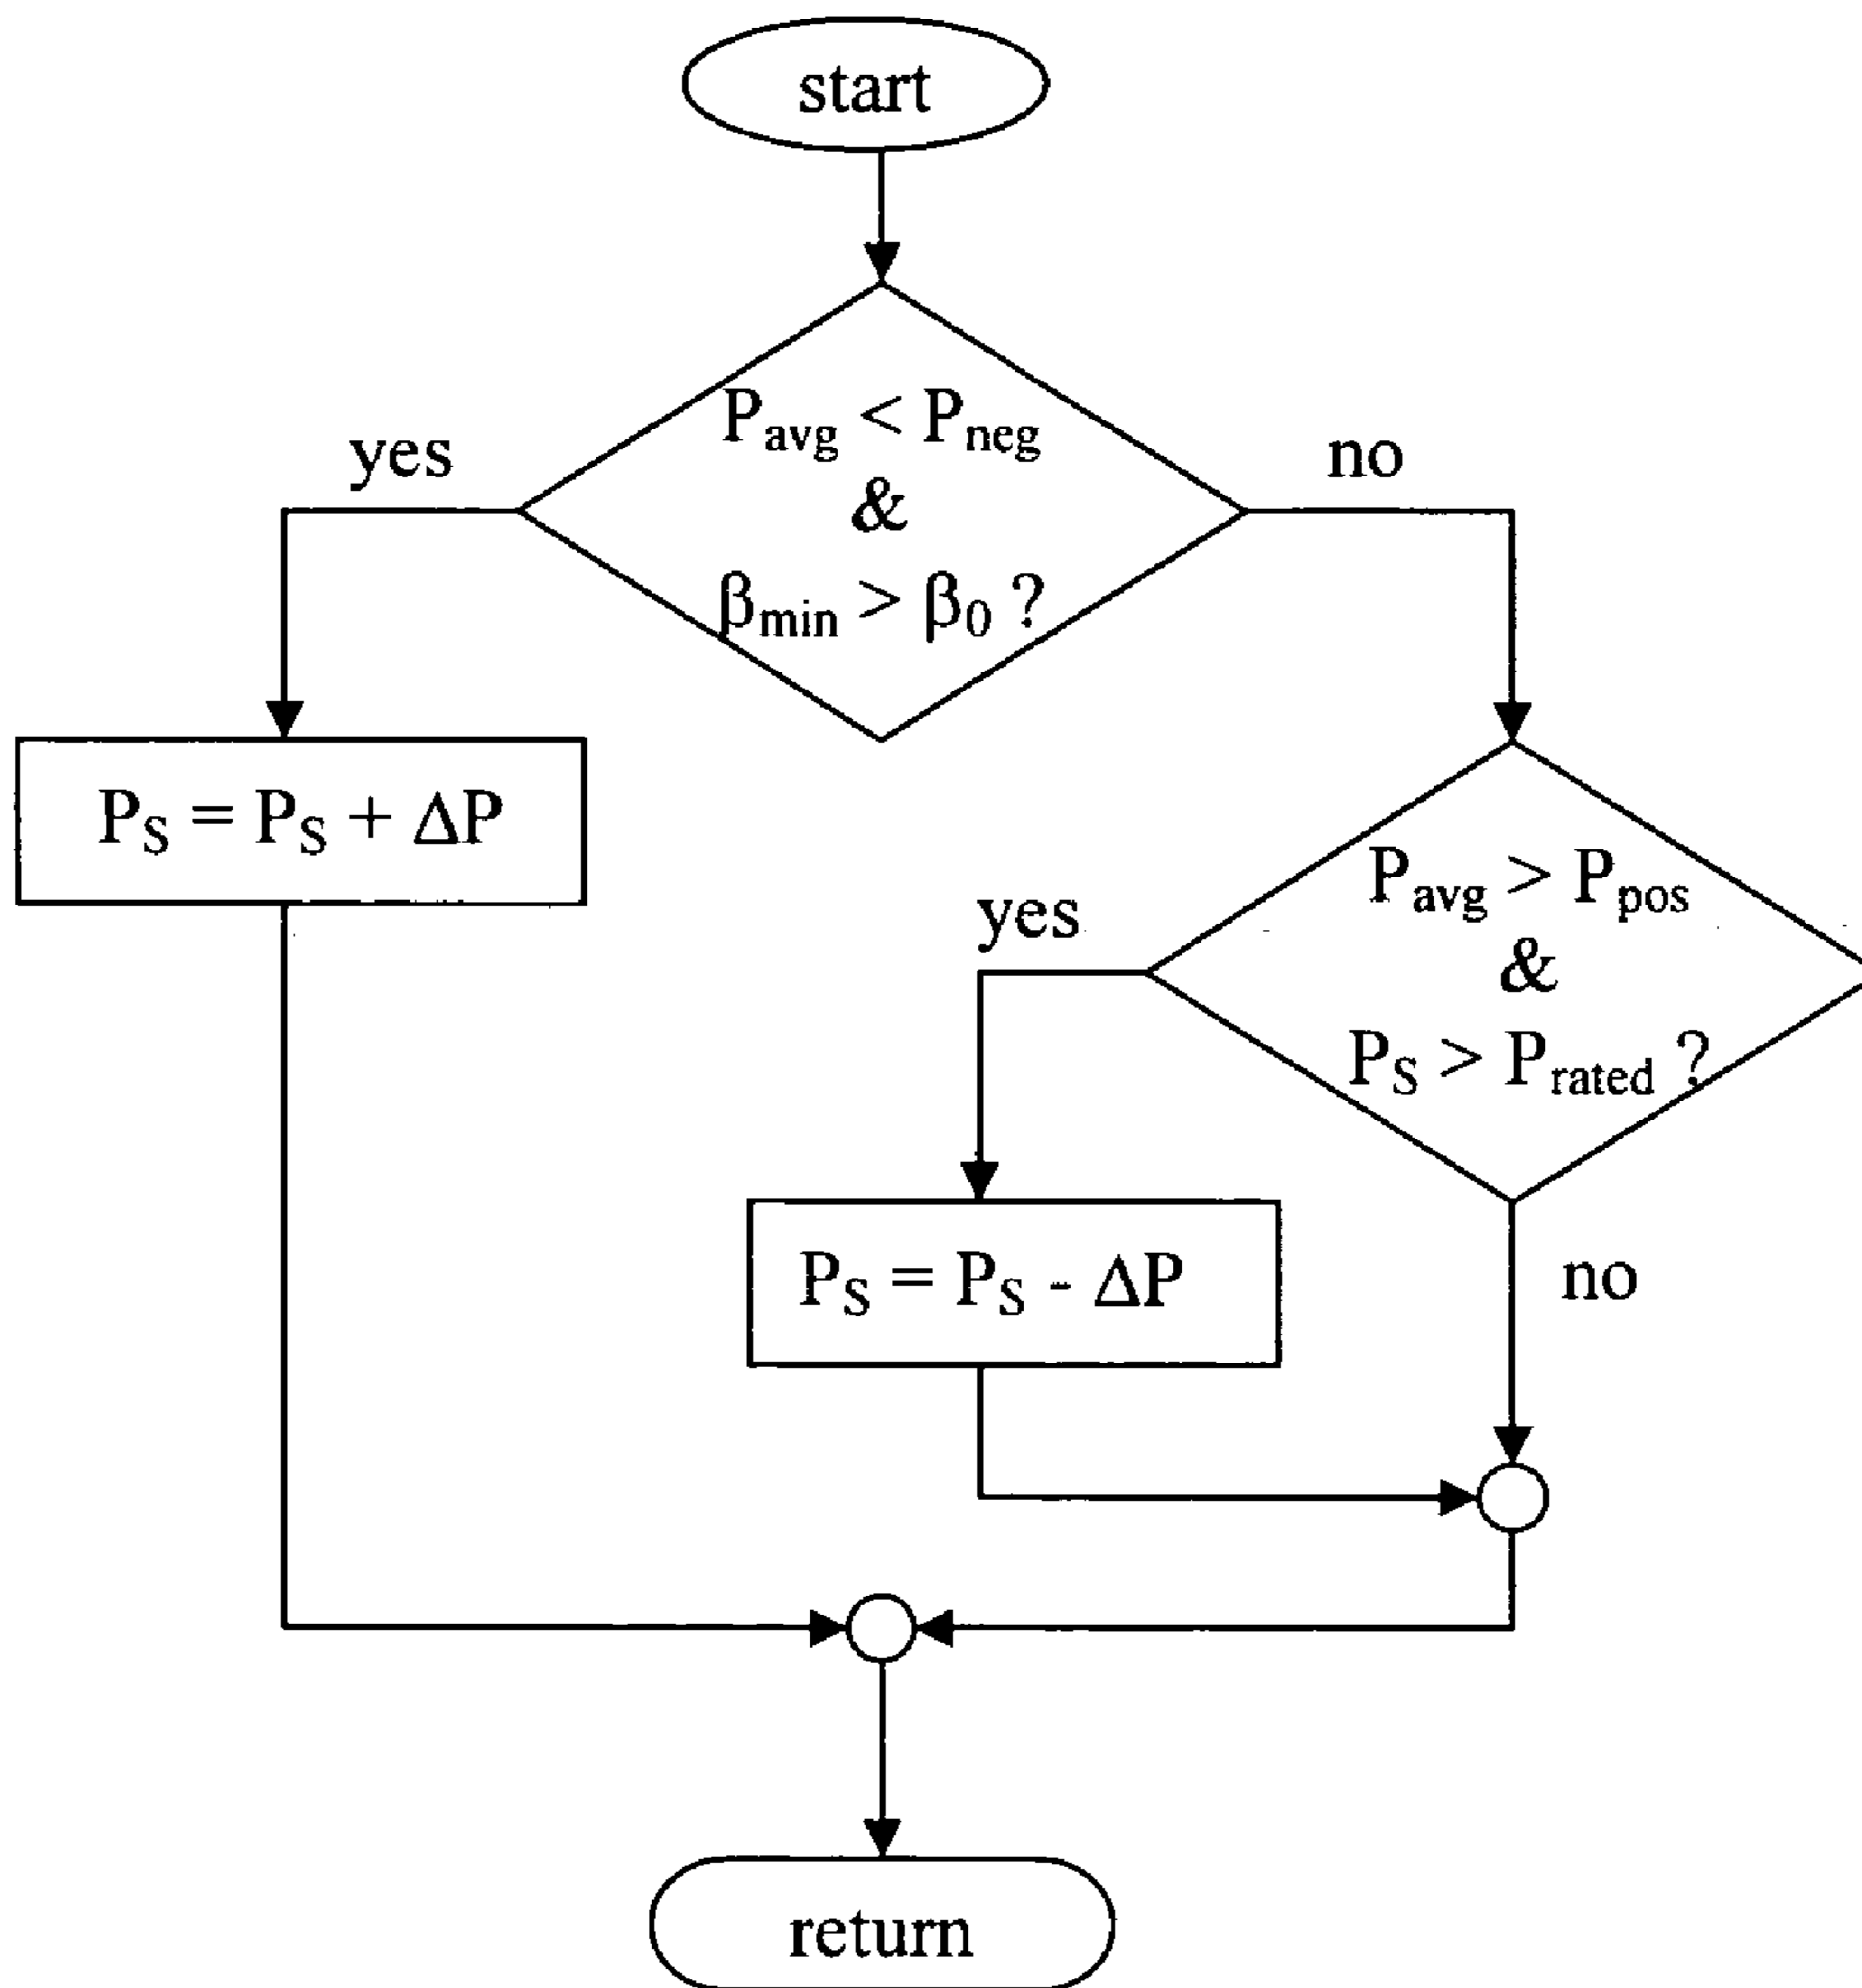 start
P_avg < P_neg
&
β_min > β_0 ?
yes
no
P_S = P_S + ΔP
P_avg > P_pos
&
P_S > P_rated ?
yes
P_S = P_S - ΔP
no
return